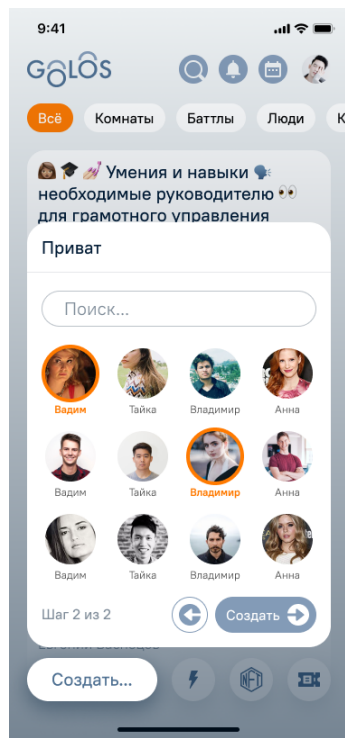 9:41
GOLOS
Всё Комнаты Баттлы Люди К
Умения и навыки
необходимые руководителю
для грамотного управления
Приват
Поиск...
Вадим Тайка Владимир Анна
Вадим Тайка Владимир Анна
Вадим Тайка Владимир Анна
Шаг 2 из 2 Создать
Создать... NFT